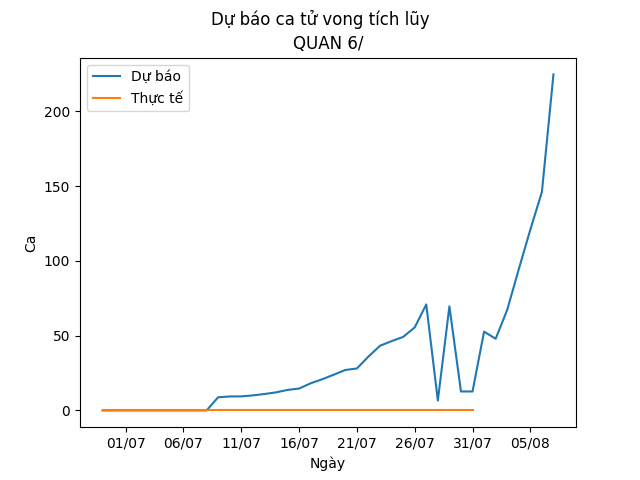 Dự báo ca tử vong tích lũy
QUAN 6/
Dự báo
Thực tế
Ca
200
150
100
50
0
01/07 06/07 11/07 16/07 21/07 26/07 31/07 05/08
Ngày